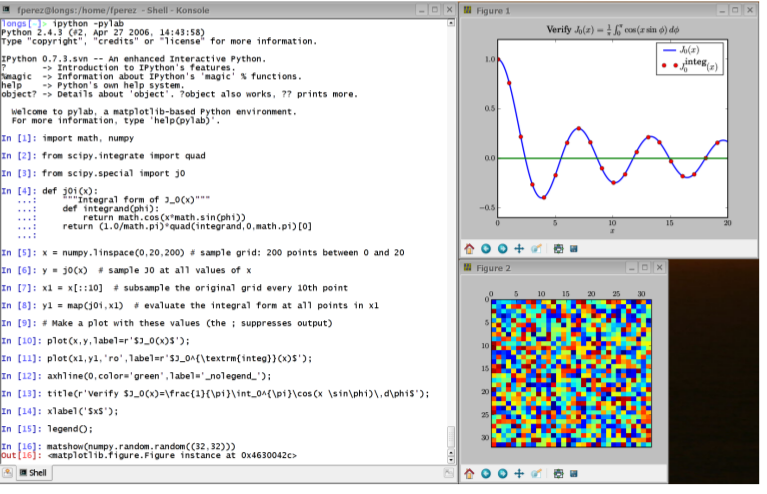 fperez@longs:/home/fperez - Shell - Konsole
longs[~]> ipython -pylab
Python 2.4.3 (#2, Apr 27 2006, 14:43:58)
Type "copyright", "credits" or "license" for more information.
IPython 0.7.3.svn -- An enhanced Interactive Python.
? -> Introduction to IPython's features.
%magic -> Information about IPython's 'magic' % functions.
help -> Python's own help system.
object? -> Details about 'object'. ?object also works, ?? prints more.
Welcome to pylab, a matplotlib-based Python environment.
For more information, type 'help(pylab)'.
In [1]: import math, numpy
In [2]: from scipy.integrate import quad
In [3]: from scipy.special import j0
In [4]: def j0i(x):
...: """Integral form of J_0(x)"""
...: def integrand(phi):
...: return math.cos(x*math.sin(phi))
...: return (1.0/math.pi)*quad(integrand,0,math.pi)[0]
...:
In [5]: x = numpy.linspace(0,20,200) # sample grid: 200 points between 0 and 20
In [6]: y = j0(x) # sample J0 at all values of x
In [7]: x1 = x[::10] # subsample the original grid every 10th point
In [8]: y1 = map(j0i,x1) # evaluate the integral form at all points in x1
In [9]: # Make a plot with these values (the ; suppresses output)
In [10]: plot(x,y,label=r'$J_0(x)$');
In [11]: plot(x1,y1,'ro',label=r'$J_0^{\textrm{integ}}(x)$');
In [12]: axhline(0,color='green',label='_nolegend_');
In [13]: title(r'Verify $J_0(x)=\frac{1}{\pi}\int_0^{\pi}\cos(x \sin\phi)\,d\phi$');
In [14]: xlabel('$x$');
In [15]: legend();
In [16]: matshow(numpy.random.random((32,32)))
Out[16]: <matplotlib.figure.Figure instance at 0x4630042c>
Shell
Figure 1
Verify J₀(x) = 1/π ∫₀^π cos(x sin ϕ) dϕ
J₀(x)
J₀^integ(x)
1.0
0.5
0.0
−0.5
0 5 10 15 20
x
Figure 2
0 5 10 15 20 25 30
0
5
10
15
20
25
30